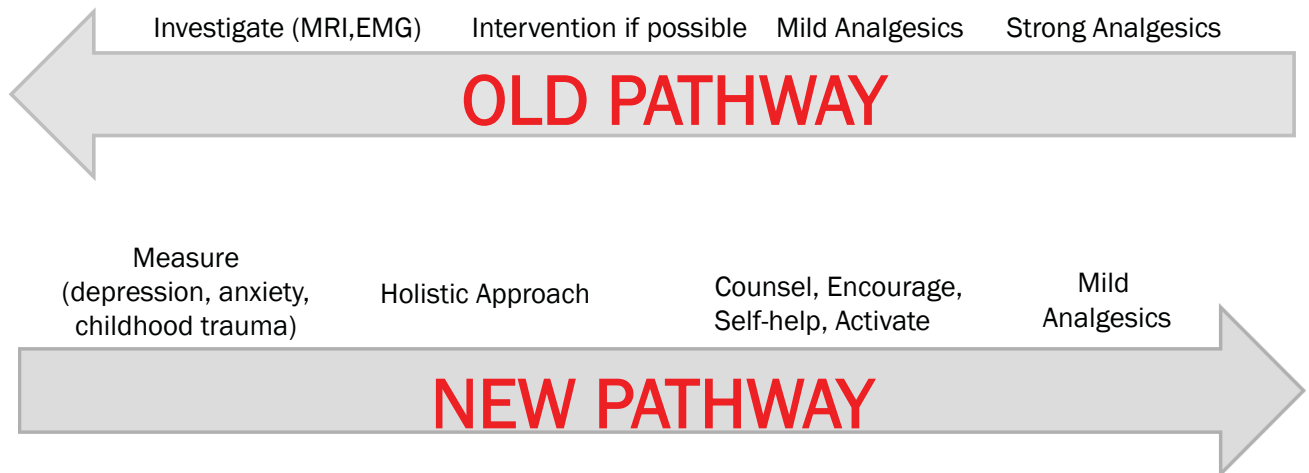 Investigate (MRI,EMG) Intervention if possible Mild Analgesics Strong Analgesics
OLD PATHWAY
Measure
(depression, anxiety,
childhood trauma)
Holistic Approach
Counsel, Encourage,
Self-help, Activate
Mild
Analgesics
NEW PATHWAY